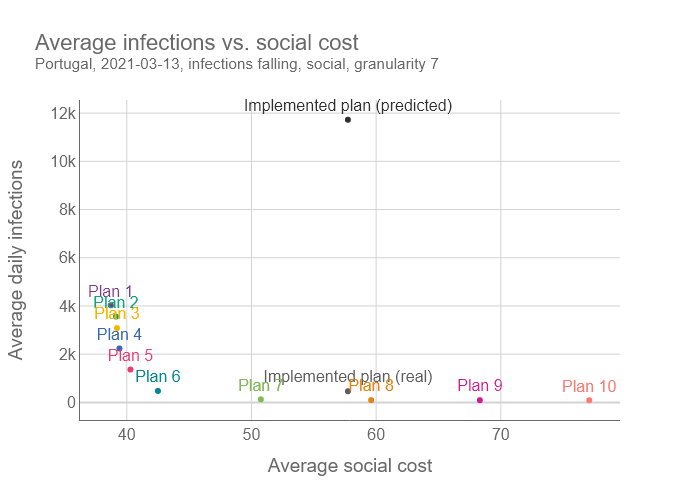 Average infections vs. social cost
Portugal, 2021-03-13, infections falling, social, granularity 7
Average daily infections
12k
10k
8k
6k
4k
2k
0
Implemented plan (predicted)
Plan 1
Plan 2
Plan 3
Plan 4
Plan 5
Plan 6
Plan 7
Implemented plan (real)
Plan 8
Plan 9
Plan 10
40
50
60
70
Average social cost